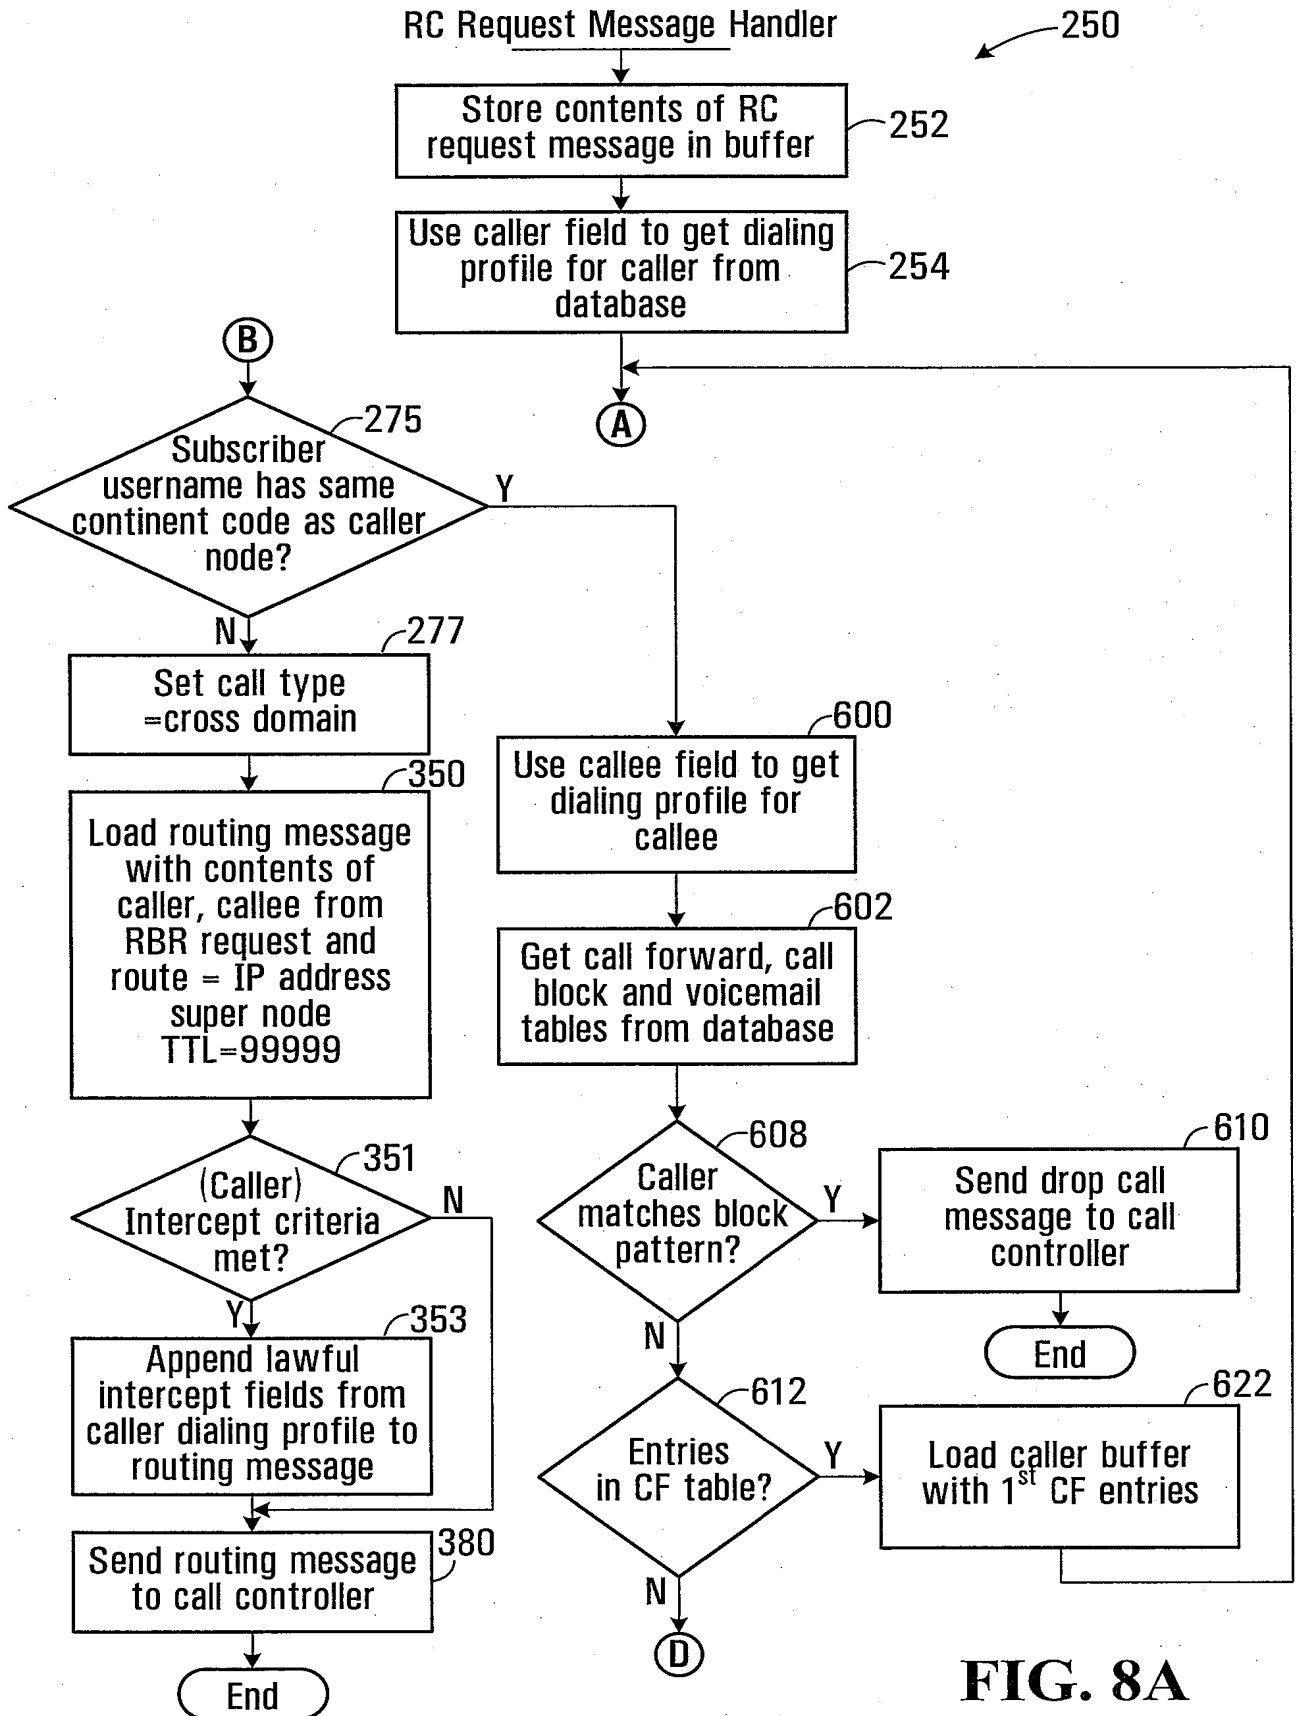 RC Request Message Handler
250
Store contents of RC
request message in buffer
252
Use caller field to get dialing
profile for caller from
database
254
B
A
275
Subscriber
username has same
continent code as caller
node?
Y
N
277
Set call type
=cross domain
350
Load routing message
with contents of
caller, callee from
RBR request and
route = IP address
super node
TTL=99999
351
(Caller)
Intercept criteria
met?
N
Y
353
Append lawful
intercept fields from
caller dialing profile to
routing message
380
Send routing message
to call controller
End
600
Use callee field to get
dialing profile for
callee
602
Get call forward, call
block and voicemail
tables from database
608
Caller
matches block
pattern?
Y
N
610
Send drop call
message to call
controller
End
612
Entries
in CF table?
Y
N
622
Load caller buffer
with 1st CF entries
D
FIG. 8A